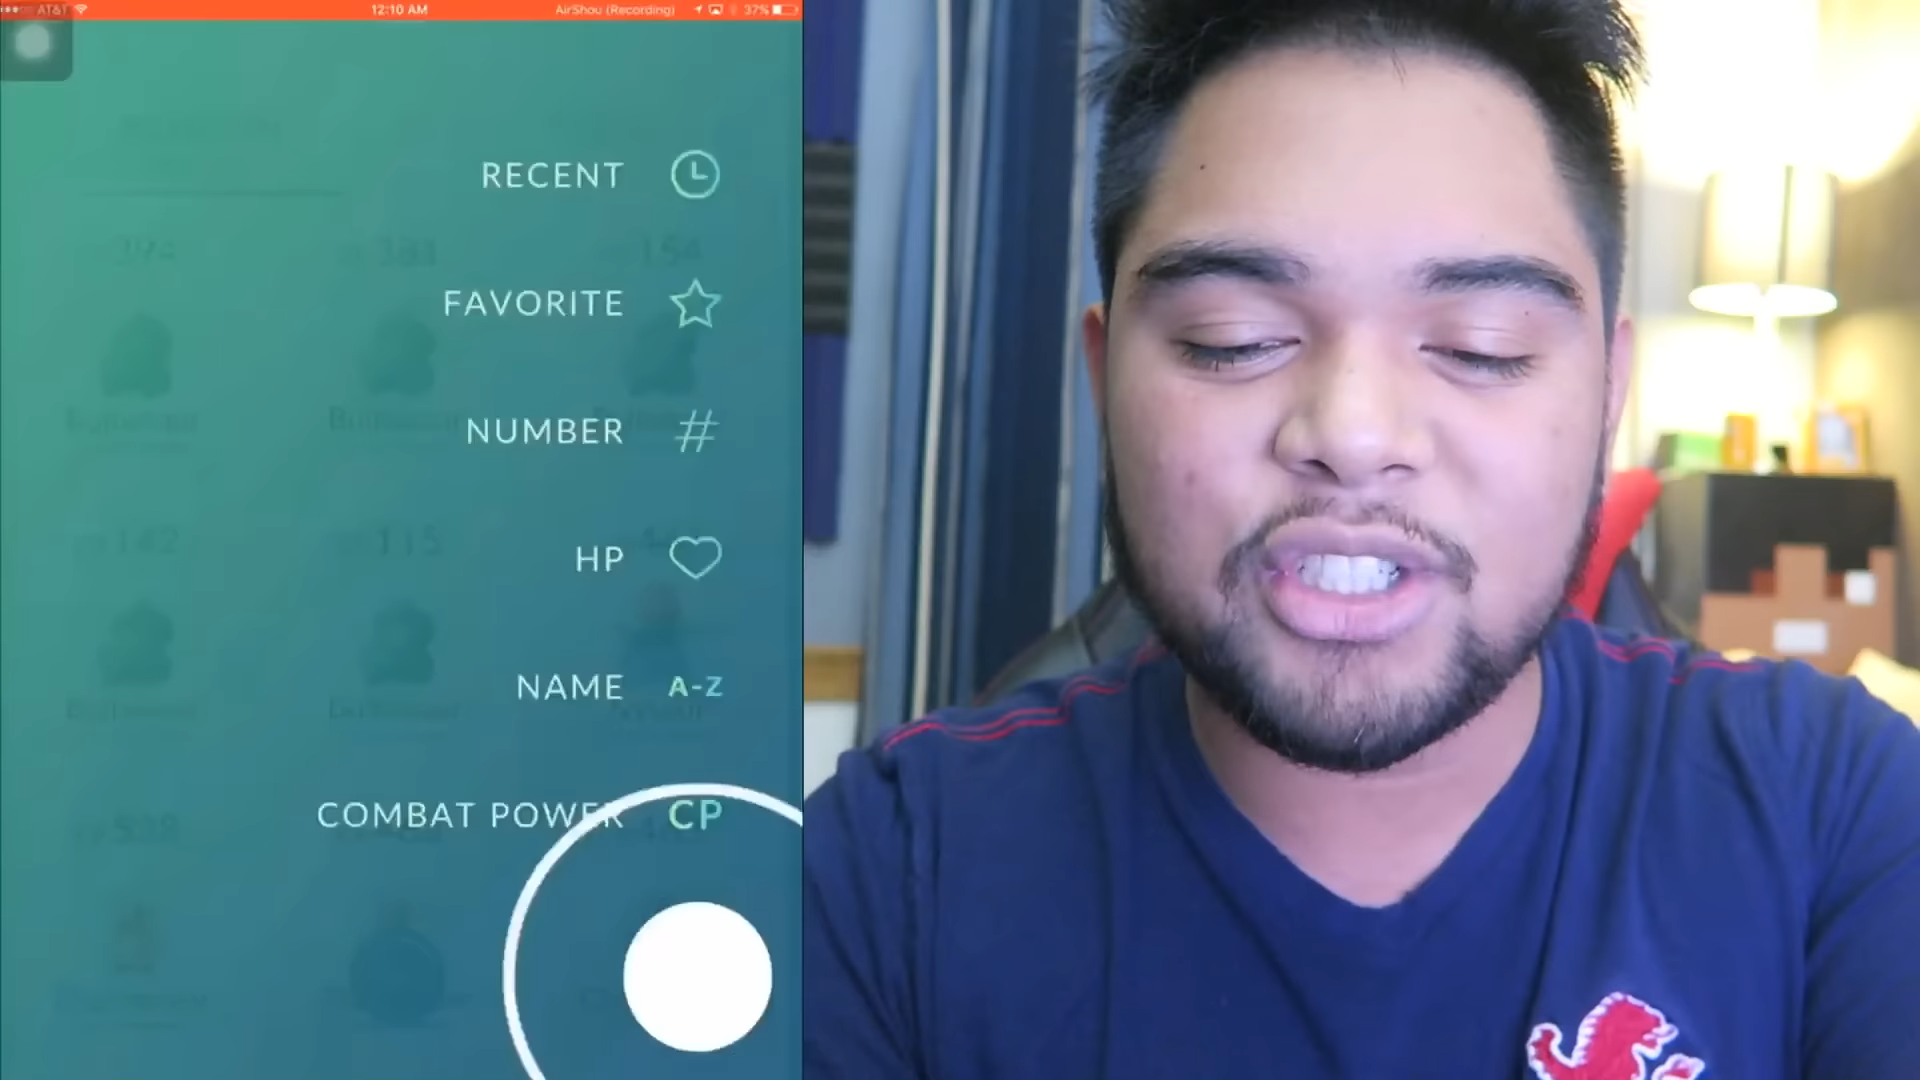 AT&T 12:10 AM AirShou (Recording) 37%
RECENT
FAVORITE
NUMBER #
HP
NAME A-Z
COMBAT POWER CP